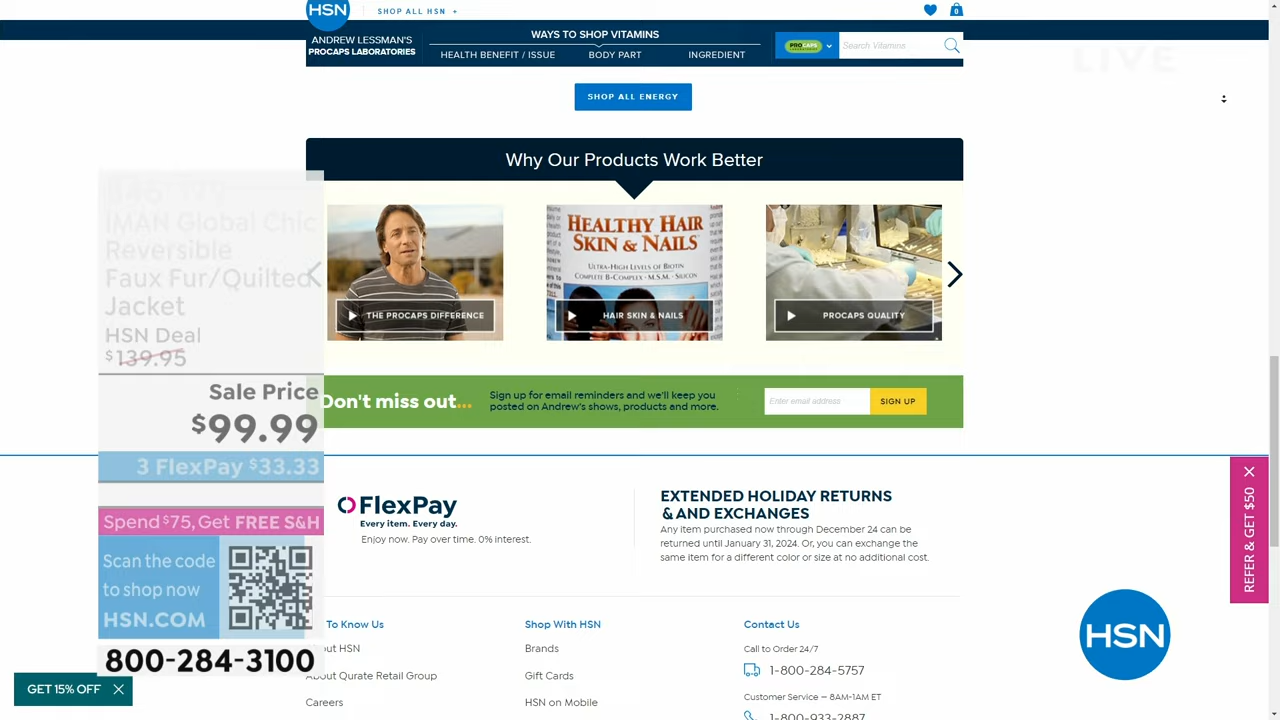 HSN
SHOP ALL HSN +
0
ANDREW LESSMAN'S
PROCAPS LABORATORIES
WAYS TO SHOP VITAMINS
HEALTH BENEFIT / ISSUE
BODY PART
INGREDIENT
PROCAPS
Search Vitamins
LIVE
SHOP ALL ENERGY
Why Our Products Work Better
THE PROCAPS DIFFERENCE
HEALTHY HAIR
SKIN & NAILS
ULTRA-HIGH LEVELS OF BIOTIN
COMPLETE B-COMPLEX • M.S.M. • SILICON
HAIR SKIN & NAILS
PROCAPS QUALITY
IMAN Global Chic
Reversible
Faux Fur/Quilted
Jacket
HSN Deal
$139.95
Sale Price
$99.99
3 FlexPay $33.33
Spend $75, Get FREE S&H
Scan the code
to shop now
HSN.COM
800-284-3100
GET 15% OFF
Don't miss out...
Sign up for email reminders and we'll keep you
posted on Andrew's shows, products and more.
Enter email address
SIGN UP
FlexPay
Every item. Every day.
Enjoy now. Pay over time. 0% interest.
EXTENDED HOLIDAY RETURNS
& AND EXCHANGES
Any item purchased now through December 24 can be
returned until January 31, 2024. Or, you can exchange the
same item for a different color or size at no additional cost.
REFER & GET $50
HSN
To Know Us
out HSN
About Qurate Retail Group
Careers
Shop With HSN
Brands
Gift Cards
HSN on Mobile
Contact Us
Call to Order 24/7
1-800-284-5757
Customer Service – 8AM-1AM ET
1-800-933-2887